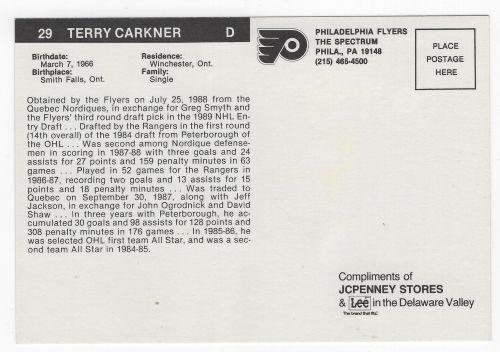 29 TERRY CARKNER D
Birthdate:
March 7, 1966
Birthplace:
Smith Falls, Ont.
Residence:
Winchester, Ont.
Family:
Single
Obtained by the Flyers on July 25, 1988 from the
Quebec Nordiques, in exchange for Greg Smyth and
the Flyers' third round draft pick in the 1989 NHL En-
try Draft . . . Drafted by the Rangers in the first round
(14th overall) of the 1984 draft from Peterborough of
the OHL . . . Was second among Nordique defense-
men in scoring in 1987-88 with three goals and 24
assists for 27 points and 159 penalty minutes in 63
games . . . Played in 52 games for the Rangers in
1986-87, recording two goals and 13 assists for 15
points and 18 penalty minutes . . . Was traded to
Quebec on September 30, 1987, along with Jeff
Jackson, in exchange for John Ogrodnick and David
Shaw . . . In three years with Peterborough, he ac-
cumulated 30 goals and 98 assists for 128 points and
308 penalty minutes in 176 games . . . In 1985-86, he
was selected OHL first team All Star, and was a sec-
ond team All Star in 1984-85.
PHILADELPHIA FLYERS
THE SPECTRUM
PHILA., PA 19148
(215) 465-4500
PLACE
POSTAGE
HERE
Compliments of
JCPENNEY STORES
& Lee in the Delaware Valley
The brand that fits.